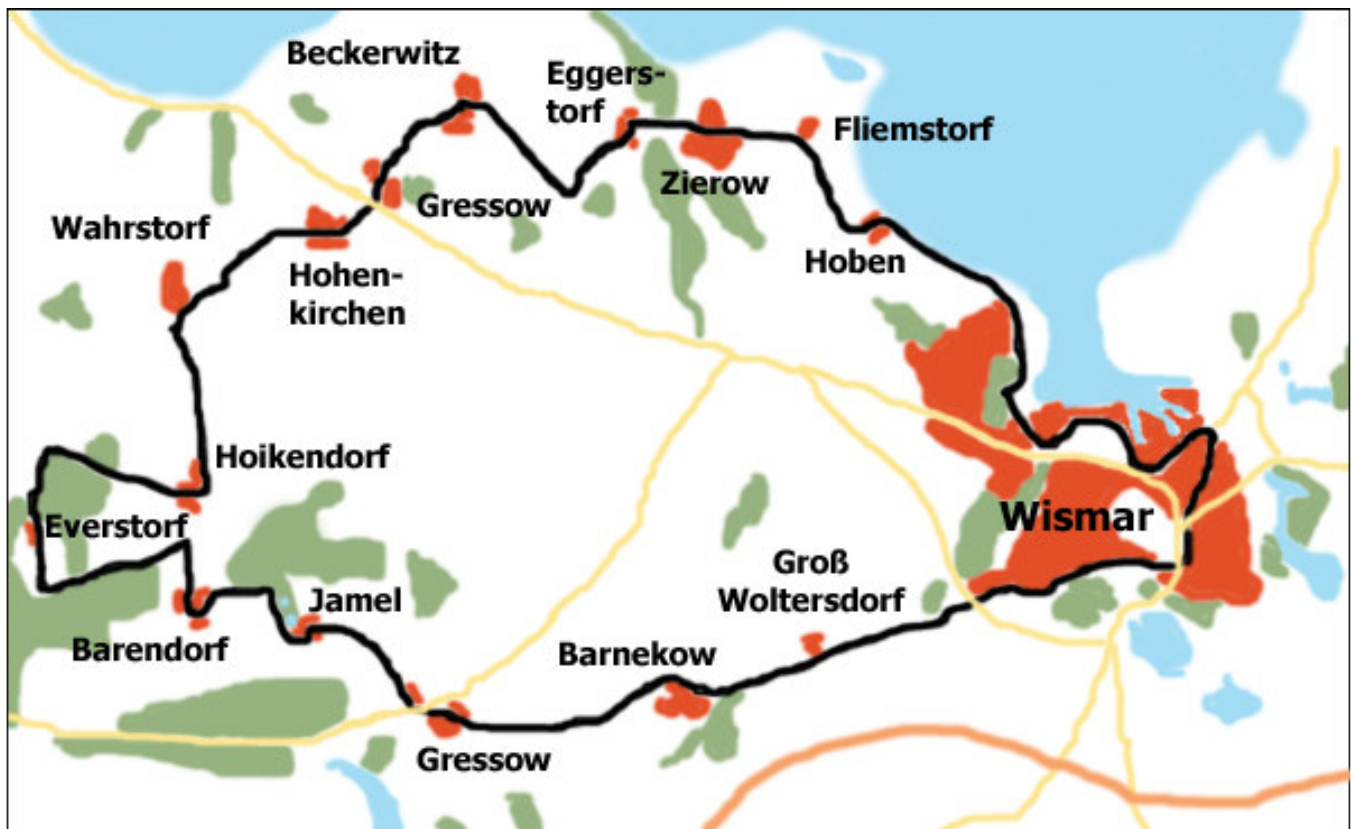 Beckerwitz
Eggers-
torf
Fliemstorf
Zierow
Gressow
Wahrstorf
Hoben
Hohen-
kirchen
Hoikendorf
Everstorf
Wismar
Groß
Woltersdorf
Jamel
Barendorf
Barnekow
Gressow